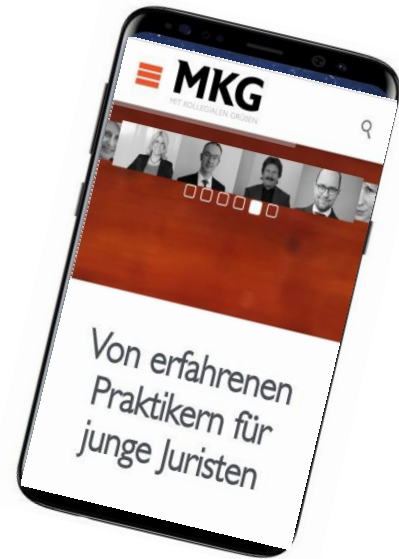 MKG
MIT KOLLEGIALEN GRÜßEN
Von erfahrenen
Praktikern für
junge Juristen